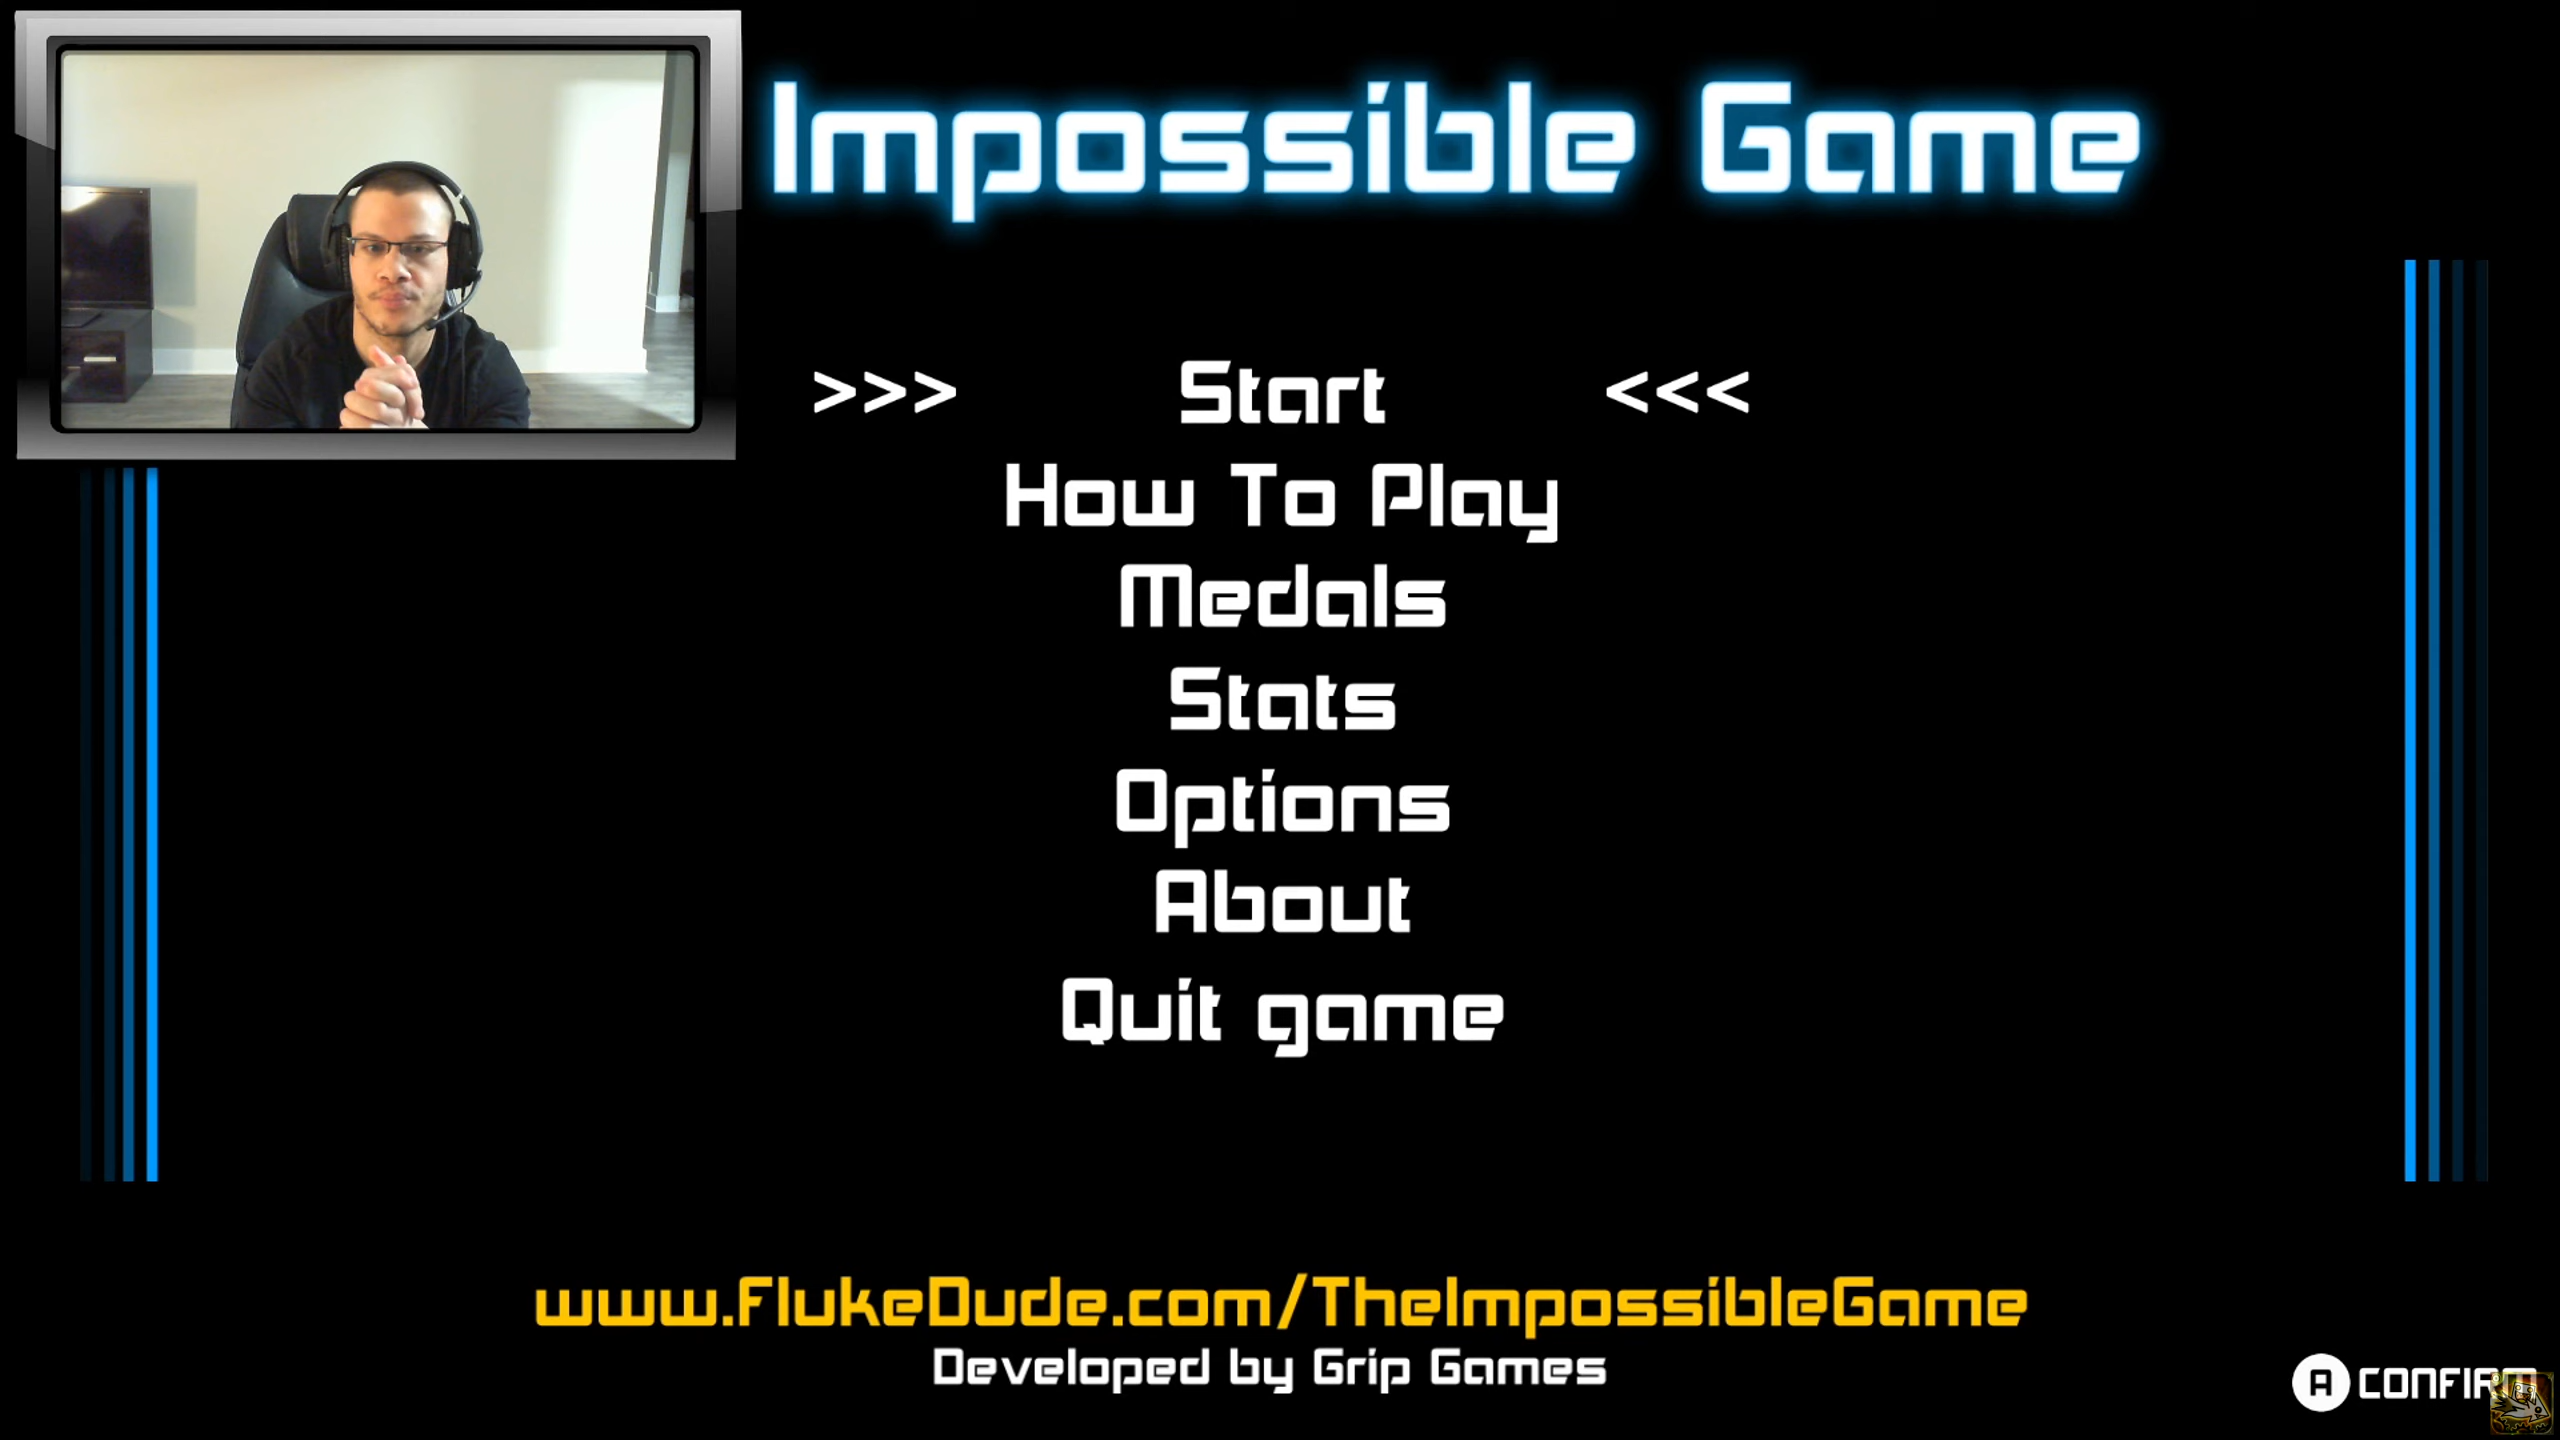 Impossible Game
>>> Start <<<
How To Play
Medals
Stats
Options
About
Quit game
www.FlukeDude.com/TheImpossibleGame
Developed by Grip Games
A CONFIRM